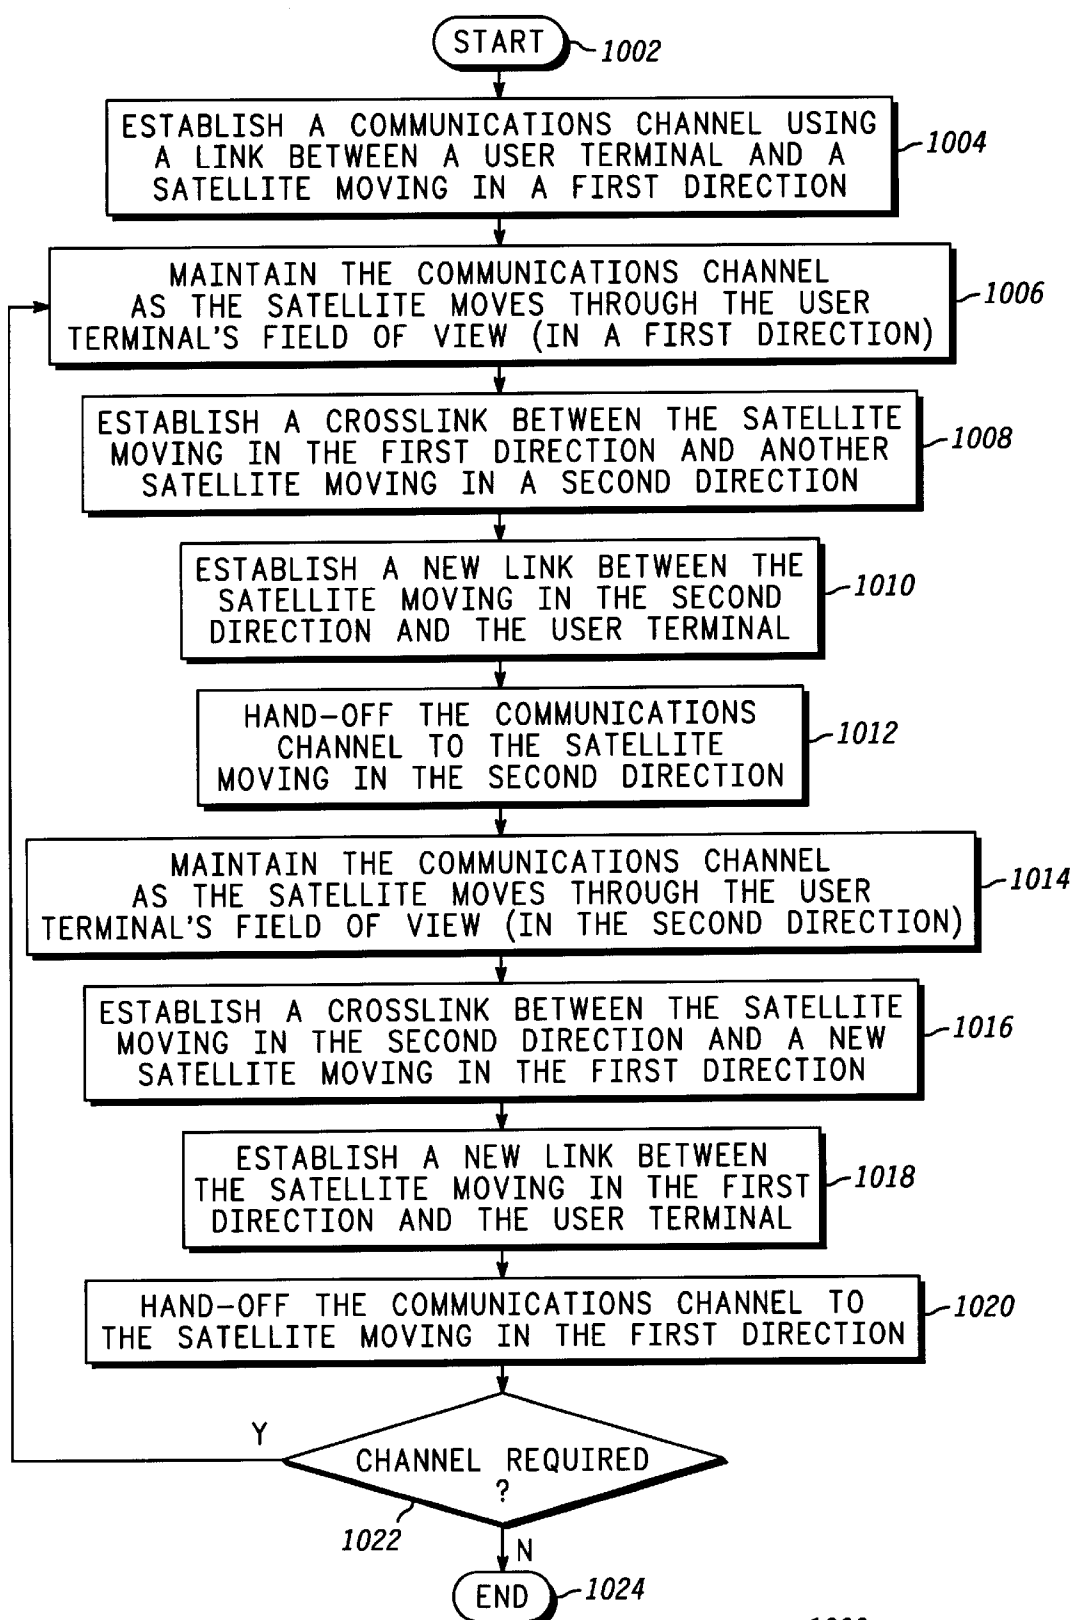 START
1002
ESTABLISH A COMMUNICATIONS CHANNEL USING
A LINK BETWEEN A USER TERMINAL AND A
SATELLITE MOVING IN A FIRST DIRECTION
1004
MAINTAIN THE COMMUNICATIONS CHANNEL
AS THE SATELLITE MOVES THROUGH THE USER
TERMINAL'S FIELD OF VIEW (IN A FIRST DIRECTION)
1006
ESTABLISH A CROSSLINK BETWEEN THE SATELLITE
MOVING IN THE FIRST DIRECTION AND ANOTHER
SATELLITE MOVING IN A SECOND DIRECTION
1008
ESTABLISH A NEW LINK BETWEEN THE
SATELLITE MOVING IN THE SECOND
DIRECTION AND THE USER TERMINAL
1010
HAND-OFF THE COMMUNICATIONS
CHANNEL TO THE SATELLITE
MOVING IN THE SECOND DIRECTION
1012
MAINTAIN THE COMMUNICATIONS CHANNEL
AS THE SATELLITE MOVES THROUGH THE USER
TERMINAL'S FIELD OF VIEW (IN THE SECOND DIRECTION)
1014
ESTABLISH A CROSSLINK BETWEEN THE SATELLITE
MOVING IN THE SECOND DIRECTION AND A NEW
SATELLITE MOVING IN THE FIRST DIRECTION
1016
ESTABLISH A NEW LINK BETWEEN
THE SATELLITE MOVING IN THE FIRST
DIRECTION AND THE USER TERMINAL
1018
HAND-OFF THE COMMUNICATIONS CHANNEL TO
THE SATELLITE MOVING IN THE FIRST DIRECTION
1020
Y
CHANNEL REQUIRED
?
1022
N
END
1024